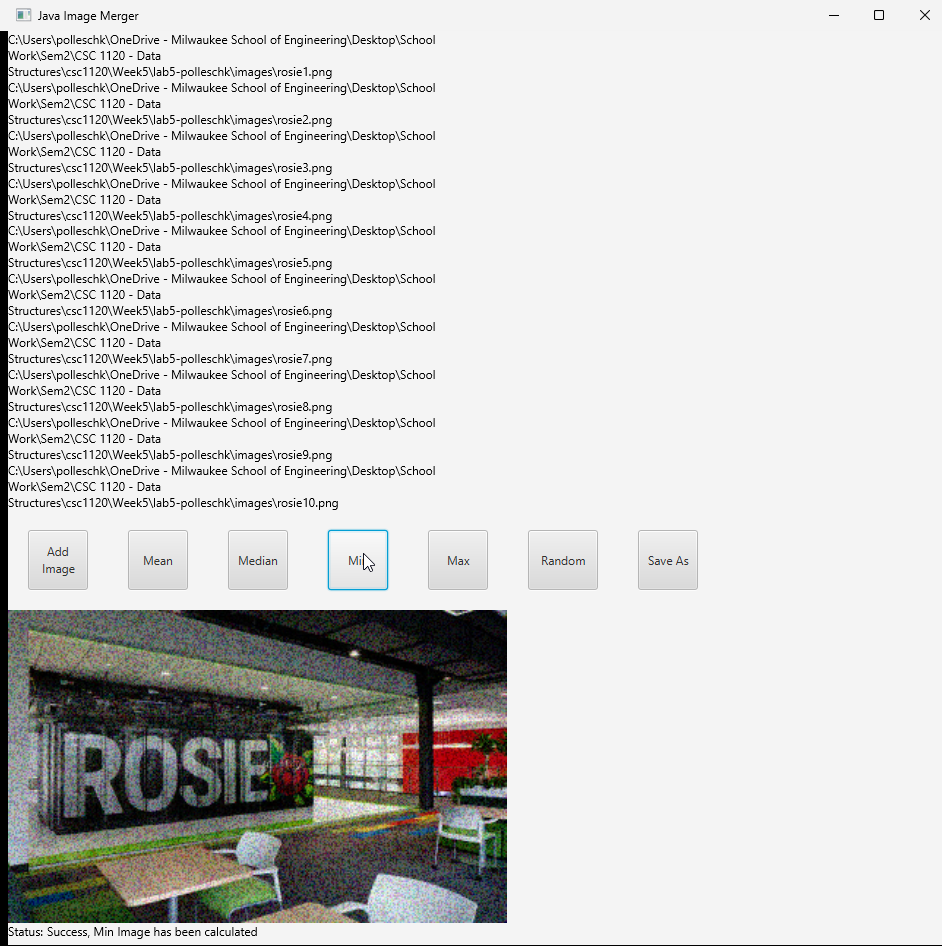 Java Image Merger
C:\Users\polleschk\OneDrive - Milwaukee School of Engineering\Desktop\School
Work\Sem2\CSC 1120 - Data
Structures\csc1120\Week5\lab5-polleschk\images\rosie1.png
C:\Users\polleschk\OneDrive - Milwaukee School of Engineering\Desktop\School
Work\Sem2\CSC 1120 - Data
Structures\csc1120\Week5\lab5-polleschk\images\rosie2.png
C:\Users\polleschk\OneDrive - Milwaukee School of Engineering\Desktop\School
Work\Sem2\CSC 1120 - Data
Structures\csc1120\Week5\lab5-polleschk\images\rosie3.png
C:\Users\polleschk\OneDrive - Milwaukee School of Engineering\Desktop\School
Work\Sem2\CSC 1120 - Data
Structures\csc1120\Week5\lab5-polleschk\images\rosie4.png
C:\Users\polleschk\OneDrive - Milwaukee School of Engineering\Desktop\School
Work\Sem2\CSC 1120 - Data
Structures\csc1120\Week5\lab5-polleschk\images\rosie5.png
C:\Users\polleschk\OneDrive - Milwaukee School of Engineering\Desktop\School
Work\Sem2\CSC 1120 - Data
Structures\csc1120\Week5\lab5-polleschk\images\rosie6.png
C:\Users\polleschk\OneDrive - Milwaukee School of Engineering\Desktop\School
Work\Sem2\CSC 1120 - Data
Structures\csc1120\Week5\lab5-polleschk\images\rosie7.png
C:\Users\polleschk\OneDrive - Milwaukee School of Engineering\Desktop\School
Work\Sem2\CSC 1120 - Data
Structures\csc1120\Week5\lab5-polleschk\images\rosie8.png
C:\Users\polleschk\OneDrive - Milwaukee School of Engineering\Desktop\School
Work\Sem2\CSC 1120 - Data
Structures\csc1120\Week5\lab5-polleschk\images\rosie9.png
C:\Users\polleschk\OneDrive - Milwaukee School of Engineering\Desktop\School
Work\Sem2\CSC 1120 - Data
Structures\csc1120\Week5\lab5-polleschk\images\rosie10.png
Add
Image
Mean
Median
Min
Max
Random
Save As
ROSIE
Status: Success, Min Image has been calculated